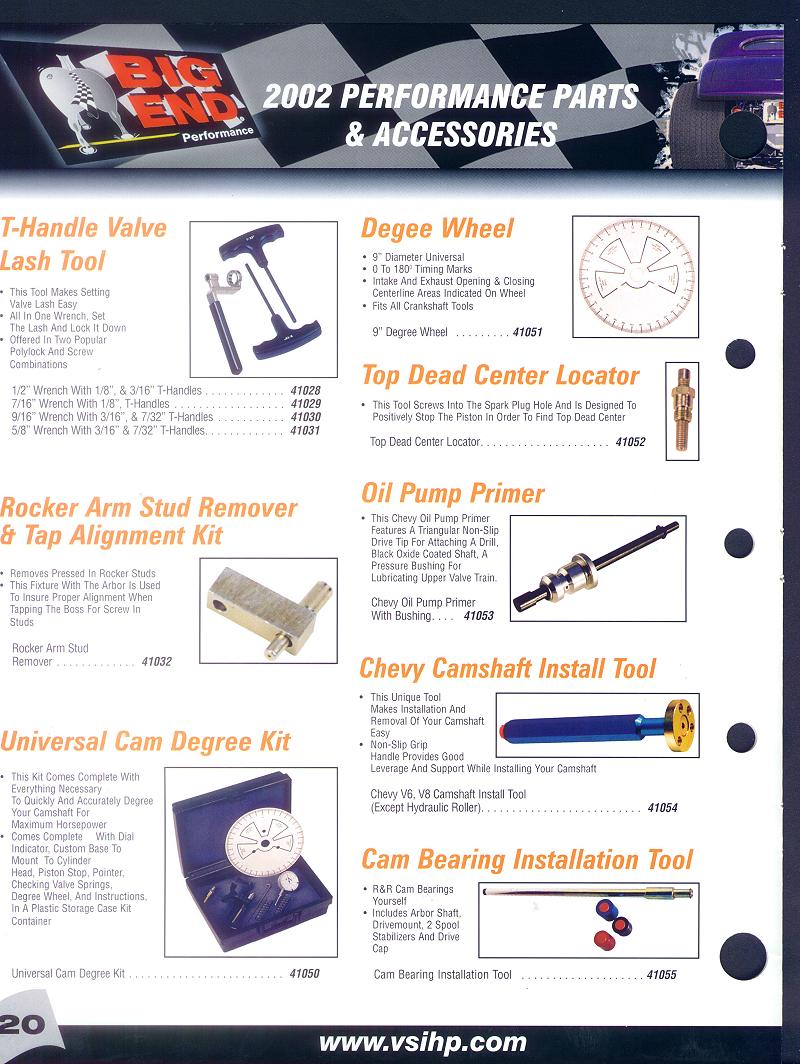 BIG
END®
Performance
2002 PERFORMANCE PARTS
& ACCESSORIES
T-Handle Valve
Lash Tool
• This Tool Makes Setting
Valve Lash Easy
• All In One Wrench, Set
The Lash And Lock It Down
• Offered In Two Popular
Polylock And Screw
Combinations
1/2" Wrench With 1/8", & 3/16" T-Handles . . . . . . . . . . . . . 41028
7/16" Wrench With 1/8", T-Handles . . . . . . . . . . . . . . . . . . 41029
9/16" Wrench With 3/16", & 7/32" T-Handles . . . . . . . . . . . 41030
5/8" Wrench With 3/16" & 7/32" T-Handles. . . . . . . . . . . . . 41031
Rocker Arm Stud Remover
& Tap Alignment Kit
• Removes Pressed In Rocker Studs
• This Fixture With The Arbor Is Used
To Insure Proper Alignment When
Tapping The Boss For Screw In
Studs
Rocker Arm Stud
Remover . . . . . . . . . . . . . 41032
Universal Cam Degree Kit
• This Kit Comes Complete With
Everything Necessary
To Quickly And Accurately Degree
Your Camshaft For
Maximum Horsepower
• Comes Complete With Dial
Indicator, Custom Base To
Mount To Cylinder
Head, Piston Stop, Pointer,
Checking Valve Springs,
Degree Wheel, And Instructions,
In A Plastic Storage Case Kit
Container
Universal Cam Degree Kit . . . . . . . . . . . . . . . . . . . . . . . . . 41050
Degee Wheel
• 9" Diameter Universal
• 0 To 180° Timing Marks
• Intake And Exhaust Opening & Closing
Centerline Areas Indicated On Wheel
• Fits All Crankshaft Tools
9" Degree Wheel . . . . . . . . . 41051
Top Dead Center Locator
• This Tool Screws Into The Spark Plug Hole And Is Designed To
Positively Stop The Piston In Order To Find Top Dead Center
Top Dead Center Locator. . . . . . . . . . . . . . . . . . . . . 41052
Oil Pump Primer
• This Chevy Oil Pump Primer
Features A Triangular Non-Slip
Drive Tip For Attaching A Drill,
Black Oxide Coated Shaft, A
Pressure Bushing For
Lubricating Upper Valve Train.
Chevy Oil Pump Primer
With Bushing. . . . 41053
Chevy Camshaft Install Tool
• This Unique Tool
Makes Installation And
Removal Of Your Camshaft
Easy
• Non-Slip Grip
Handle Provides Good
Leverage And Support While Installing Your Camshaft
Chevy V6, V8 Camshaft Install Tool
(Except Hydraulic Roller). . . . . . . . . . . . . . . . . . . . . . . . . . 41054
Cam Bearing Installation Tool
• R&R Cam Bearings
Yourself
• Includes Arbor Shaft,
Drivemount, 2 Spool
Stabilizers And Drive
Cap
Cam Bearing Installation Tool . . . . . . . . . . . . . . . . . . . . 41055
20
www.vsihp.com